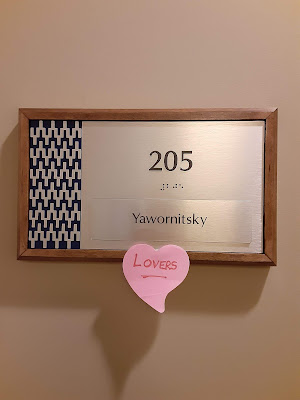 205
⠼⠃⠚⠑
Yawornitsky
LOVERS